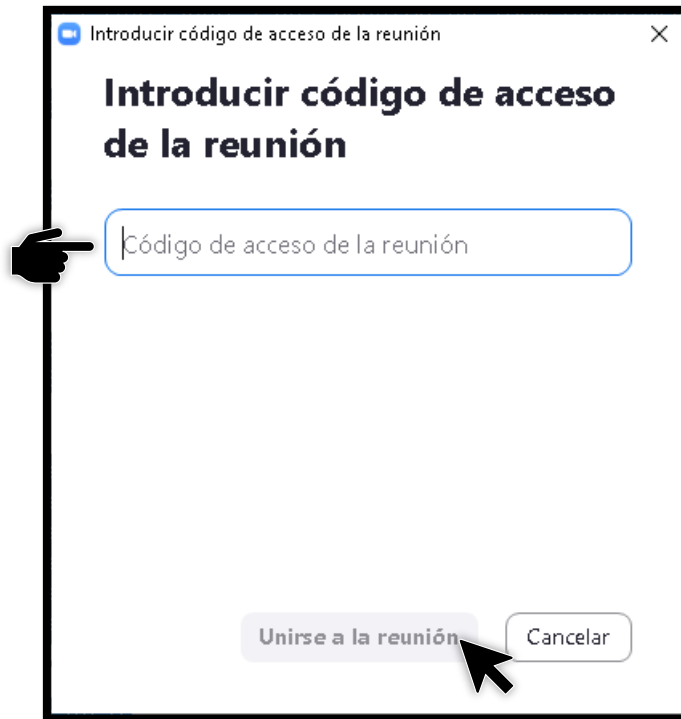 Introducir código de acceso de la reunión
Introducir código de acceso
de la reunión
Código de acceso de la reunión
Unirse a la reunión
Cancelar